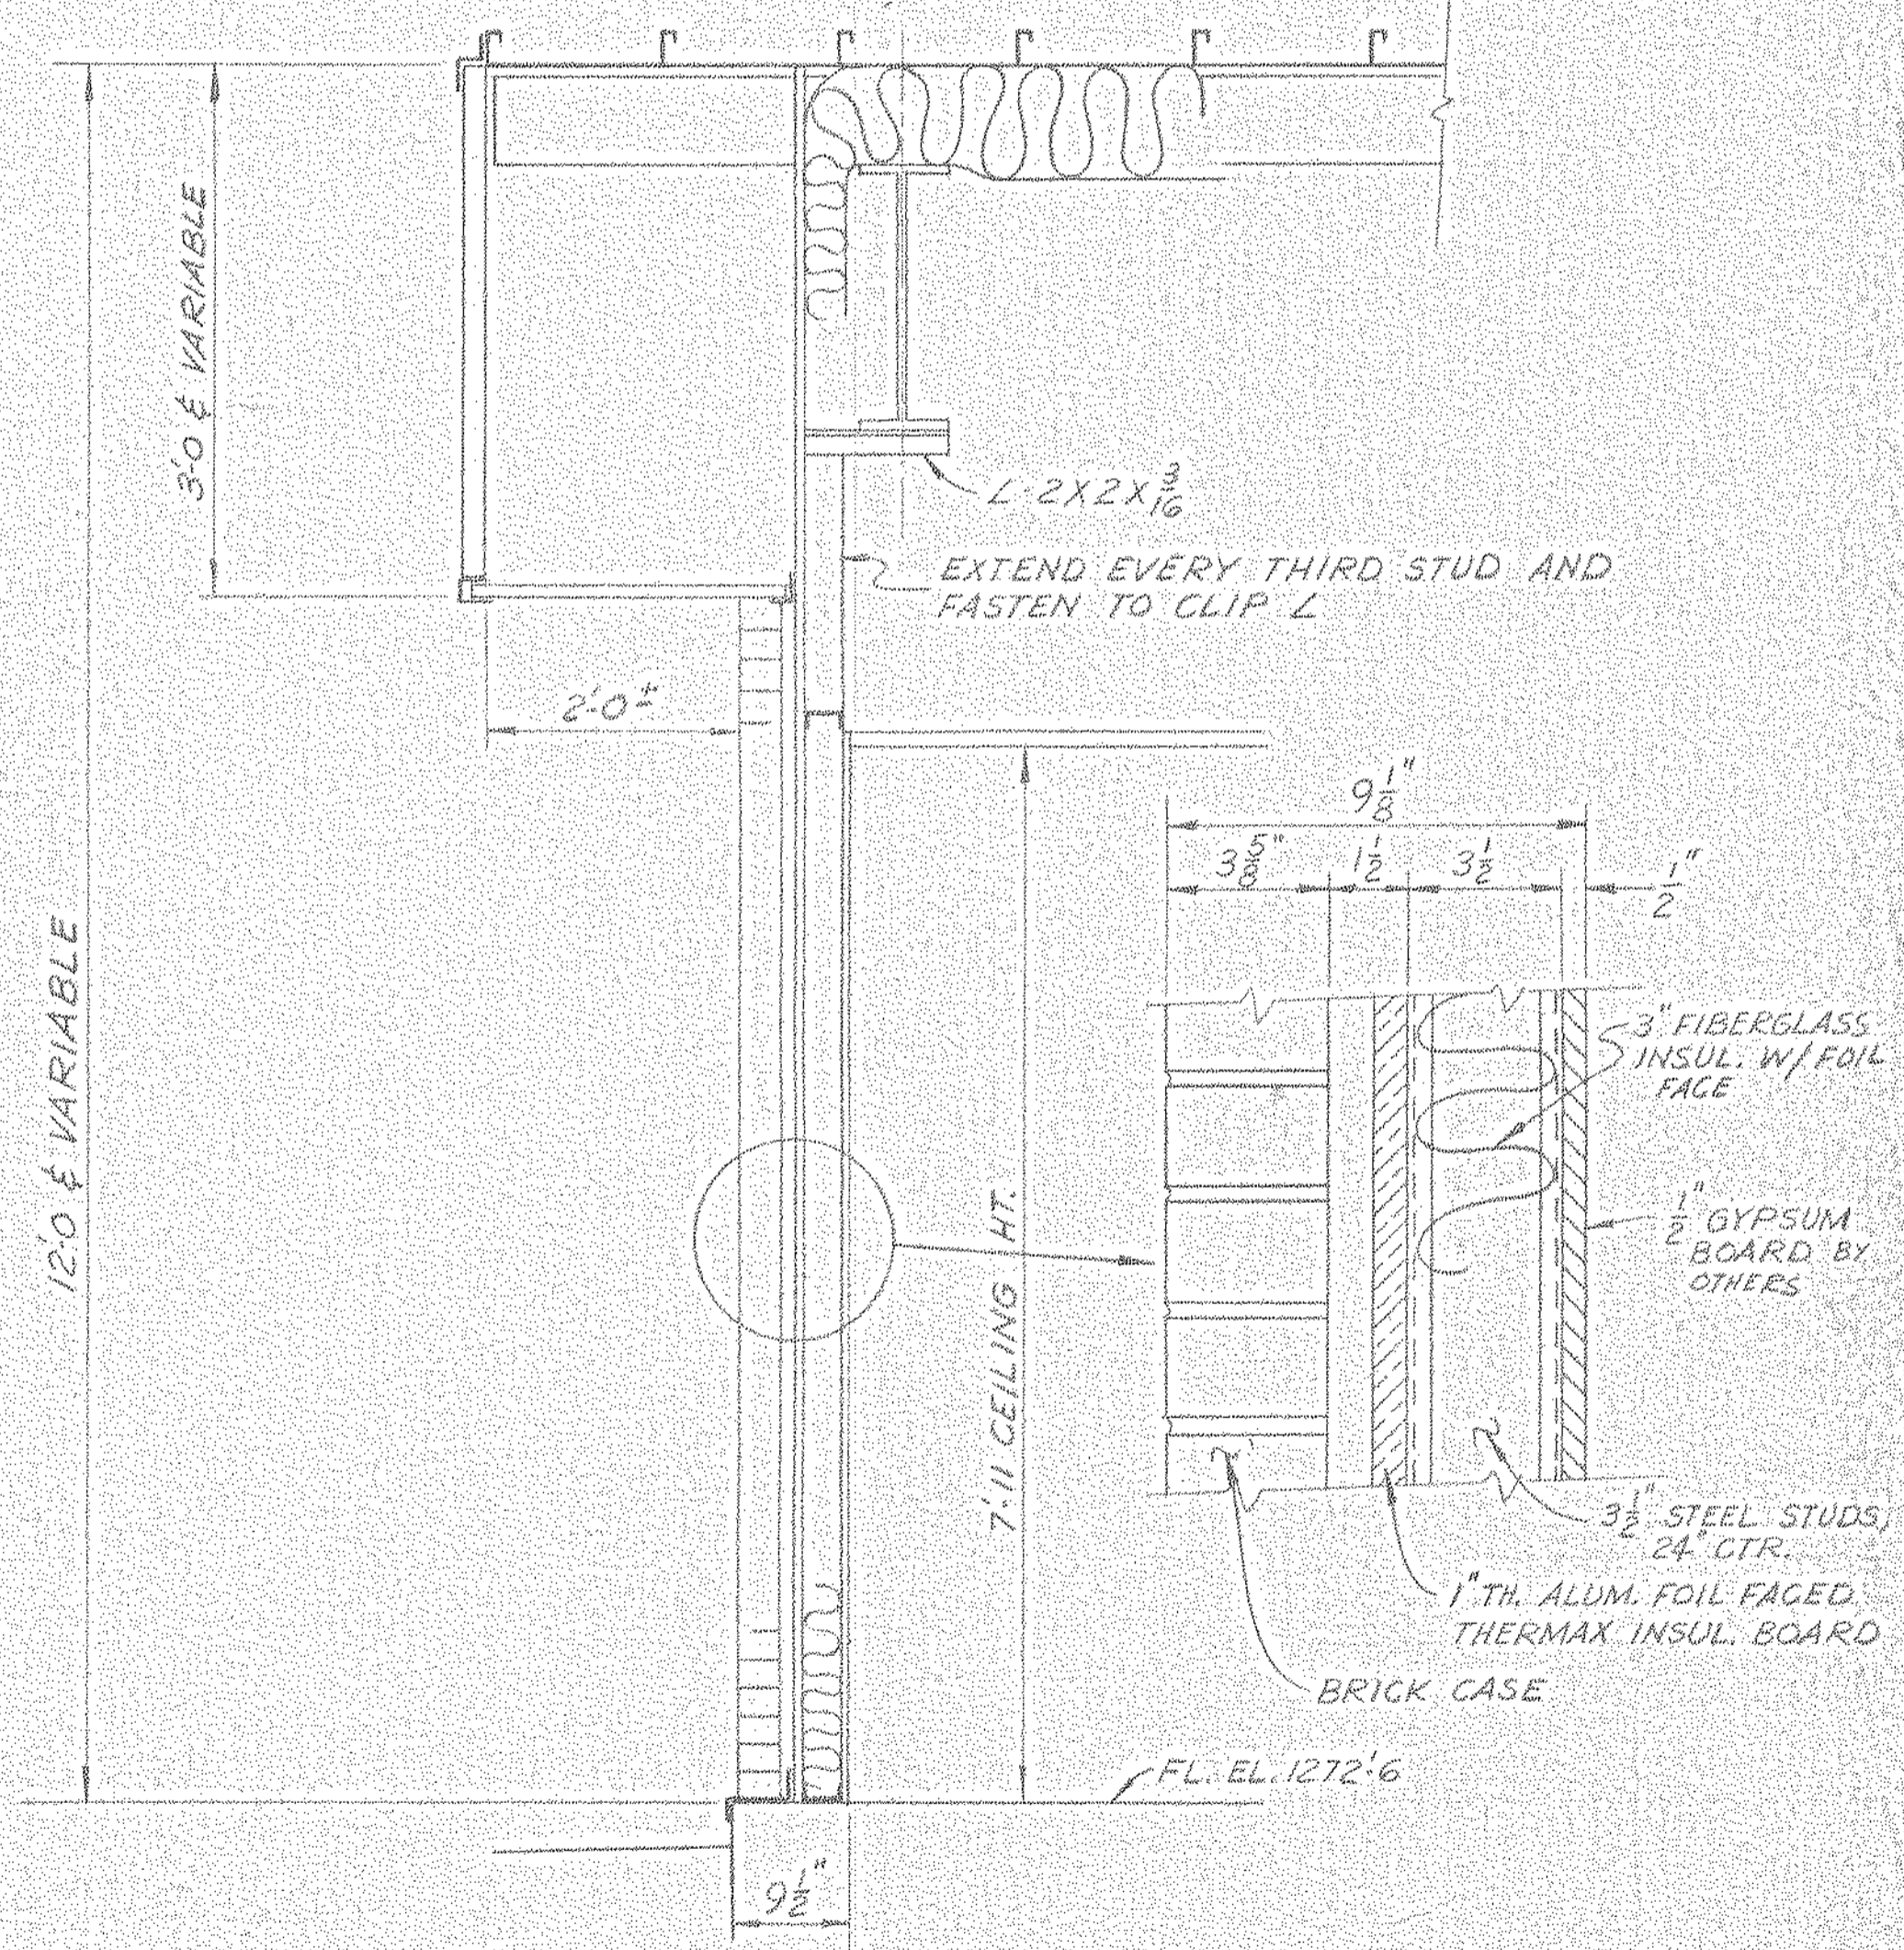 3'-0 & VARIABLE
L-2X2X 3/16
EXTEND EVERY THIRD STUD AND
FASTEN TO CLIP L
2'-0 ±
12'-0 & VARIABLE
7'-11 CEILING HT.
9 1/8"
3 5/8" 1 1/2 3 1/2 1/2"
3" FIBERGLASS
INSUL. W/ FOIL
FACE
1/2" GYPSUM
BOARD BY
OTHERS
3 1/2" STEEL STUDS,
24" CTR.
1" TH. ALUM. FOIL FACED
THERMAX INSUL. BOARD
BRICK CASE
FL. EL. 1272'-6
9 1/2"